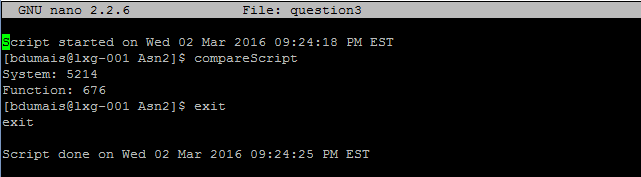 GNU nano 2.2.6 File: question3
Script started on Wed 02 Mar 2016 09:24:18 PM EST
[bdumais@lxg-001 Asn2]$ compareScript
System: 5214
Function: 676
[bdumais@lxg-001 Asn2]$ exit
exit
Script done on Wed 02 Mar 2016 09:24:25 PM EST